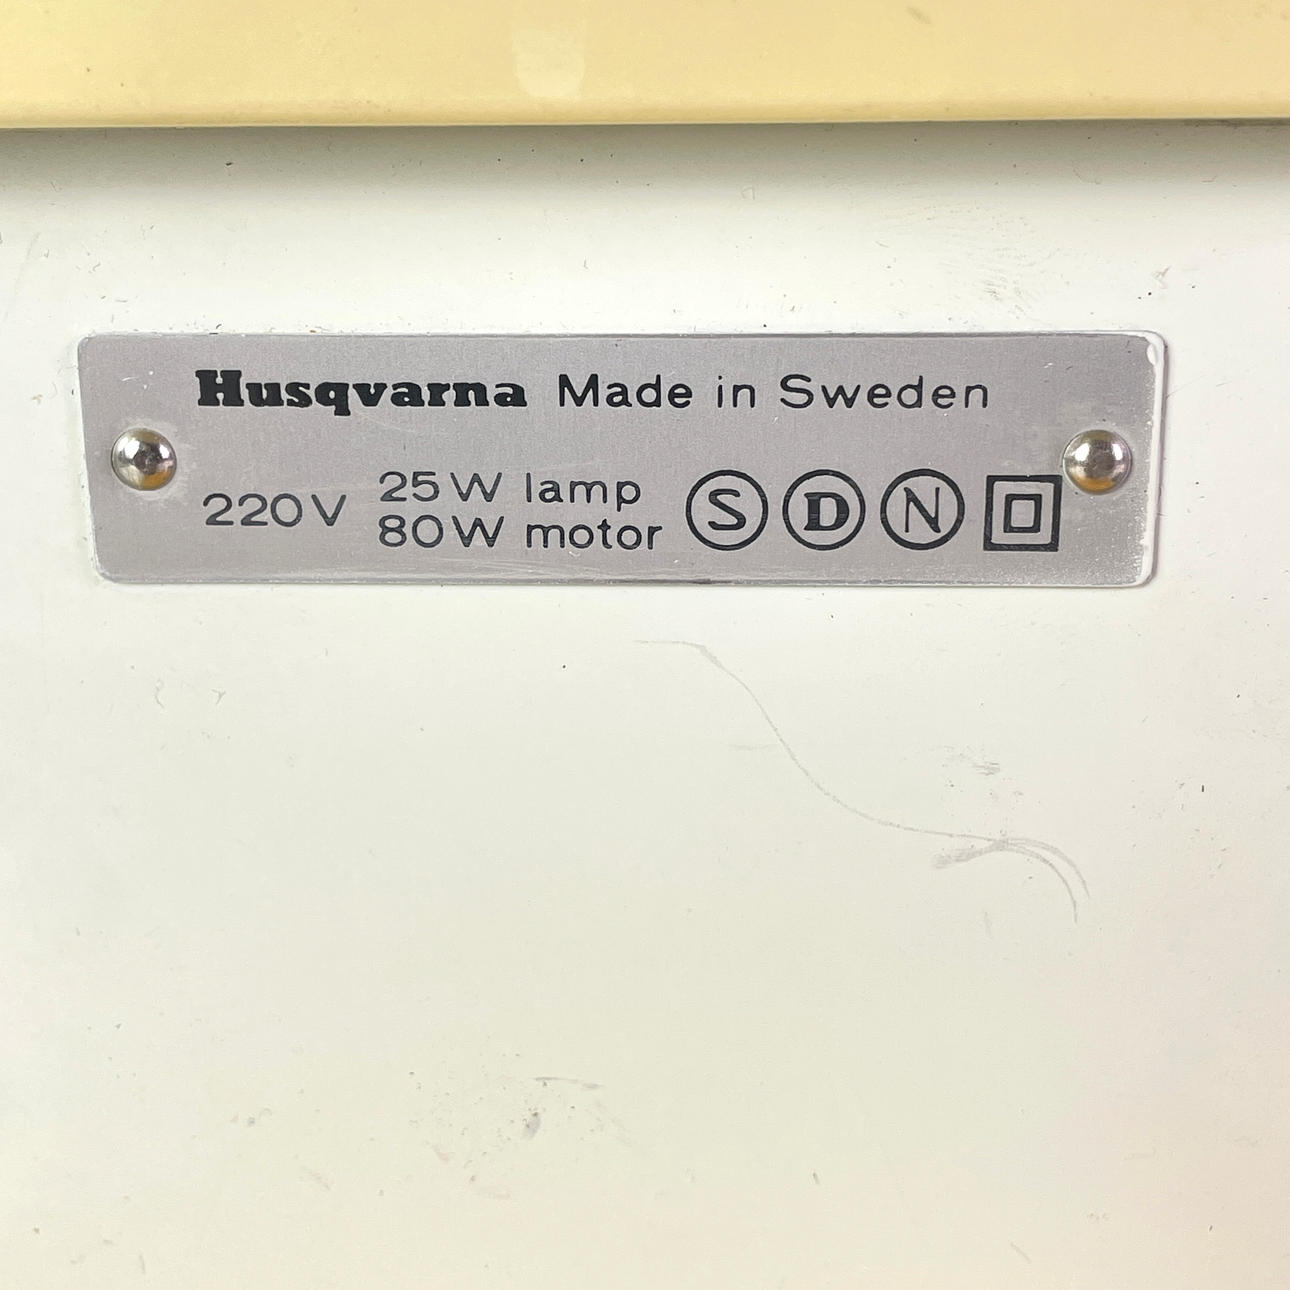 Husqvarna Made in Sweden
220V 25W lamp
80W motor S D N